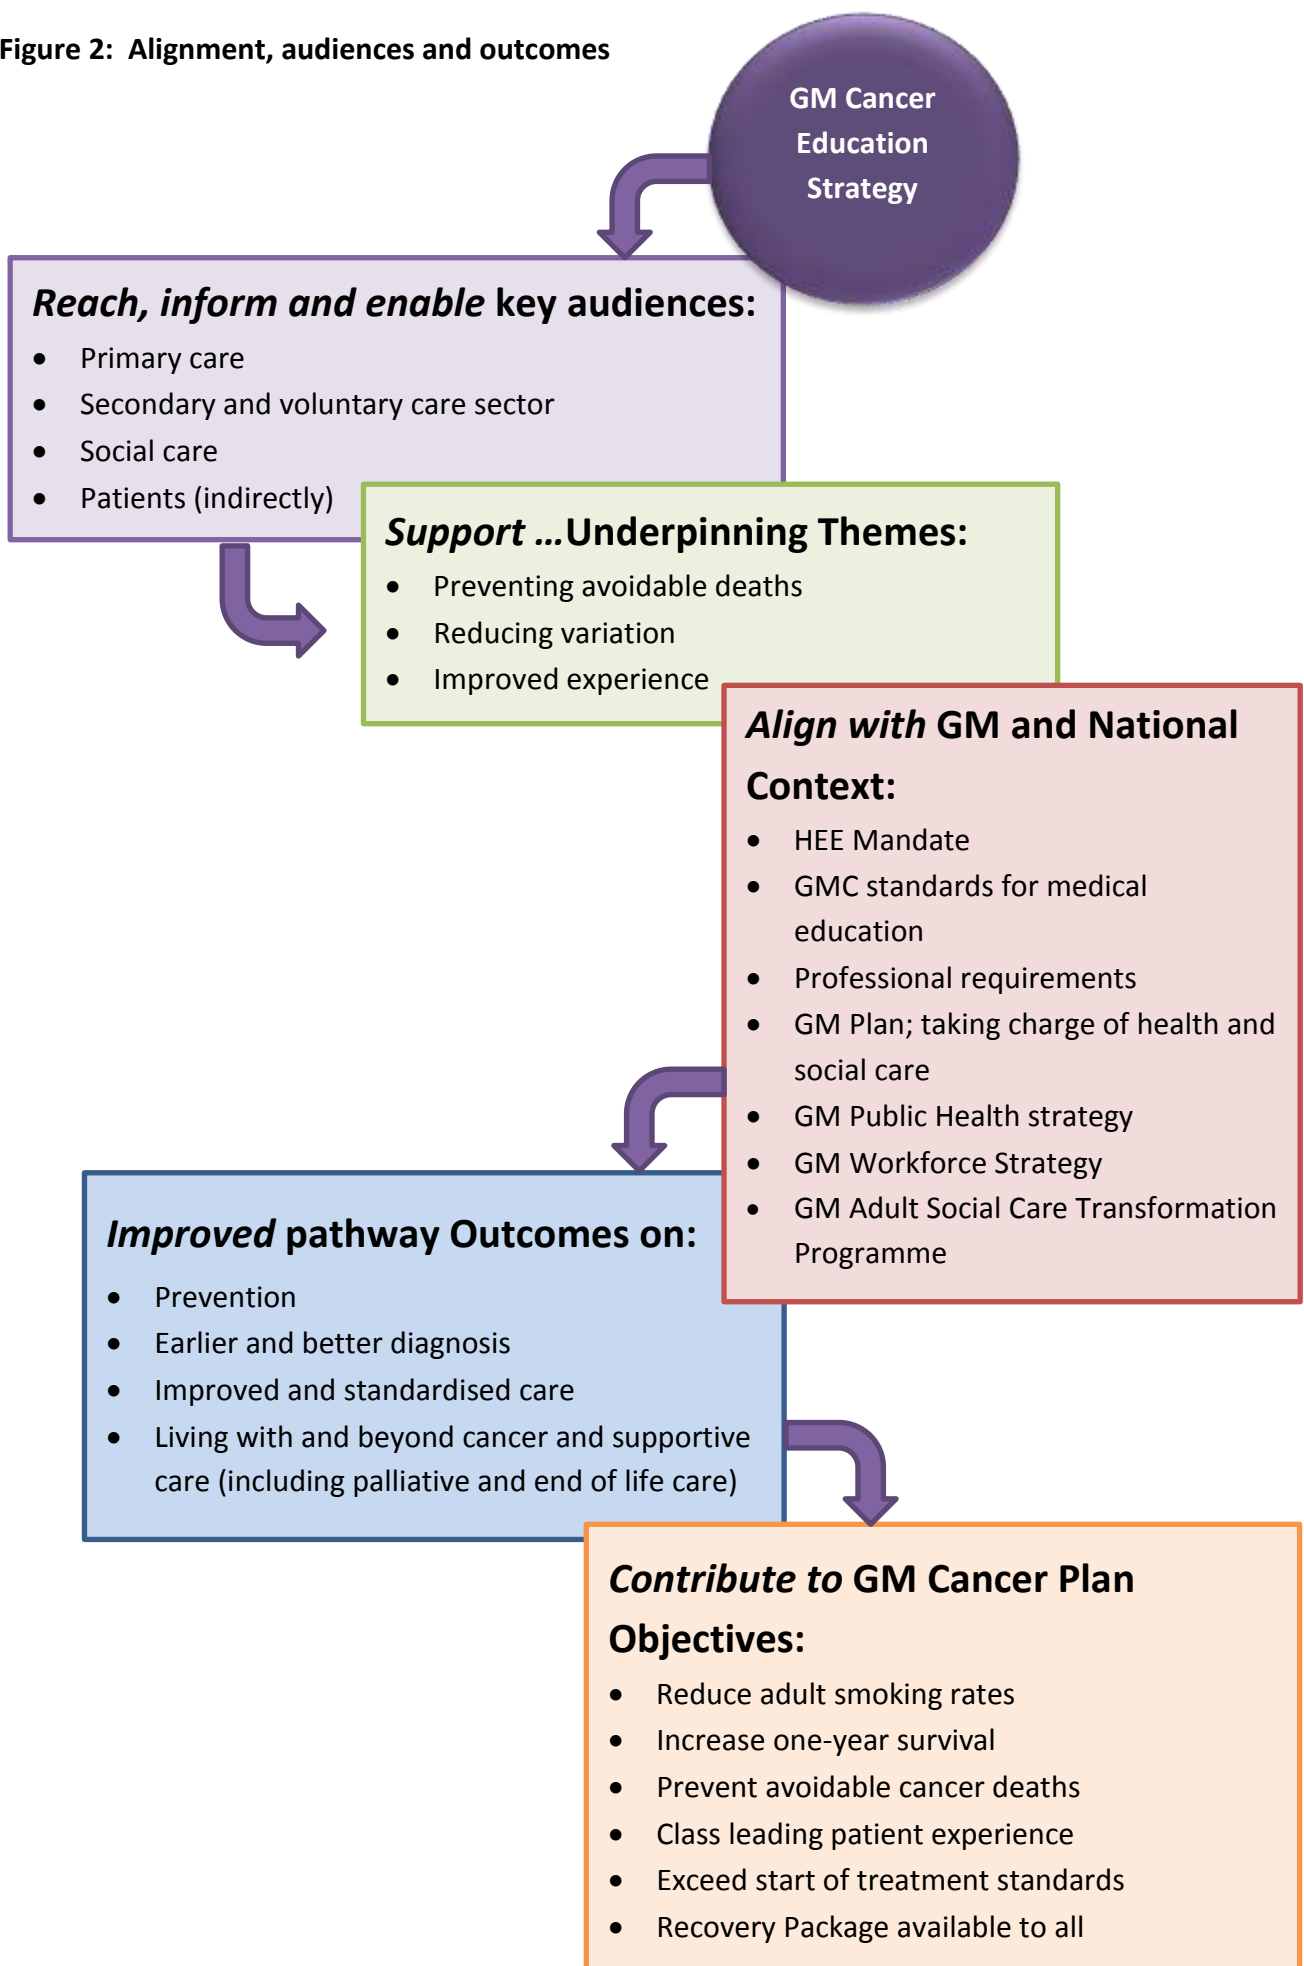 Figure 2: Alignment, audiences and outcomes
GM Cancer
Education
Strategy
Reach, inform and enable key audiences:
• Primary care
• Secondary and voluntary care sector
• Social care
• Patients (indirectly)
Support …Underpinning Themes:
• Preventing avoidable deaths
• Reducing variation
• Improved experience
Align with GM and National
Context:
• HEE Mandate
• GMC standards for medical
education
• Professional requirements
• GM Plan; taking charge of health and
social care
• GM Public Health strategy
• GM Workforce Strategy
• GM Adult Social Care Transformation
Programme
Improved pathway Outcomes on:
• Prevention
• Earlier and better diagnosis
• Improved and standardised care
• Living with and beyond cancer and supportive
care (including palliative and end of life care)
Contribute to GM Cancer Plan
Objectives:
• Reduce adult smoking rates
• Increase one-year survival
• Prevent avoidable cancer deaths
• Class leading patient experience
• Exceed start of treatment standards
• Recovery Package available to all